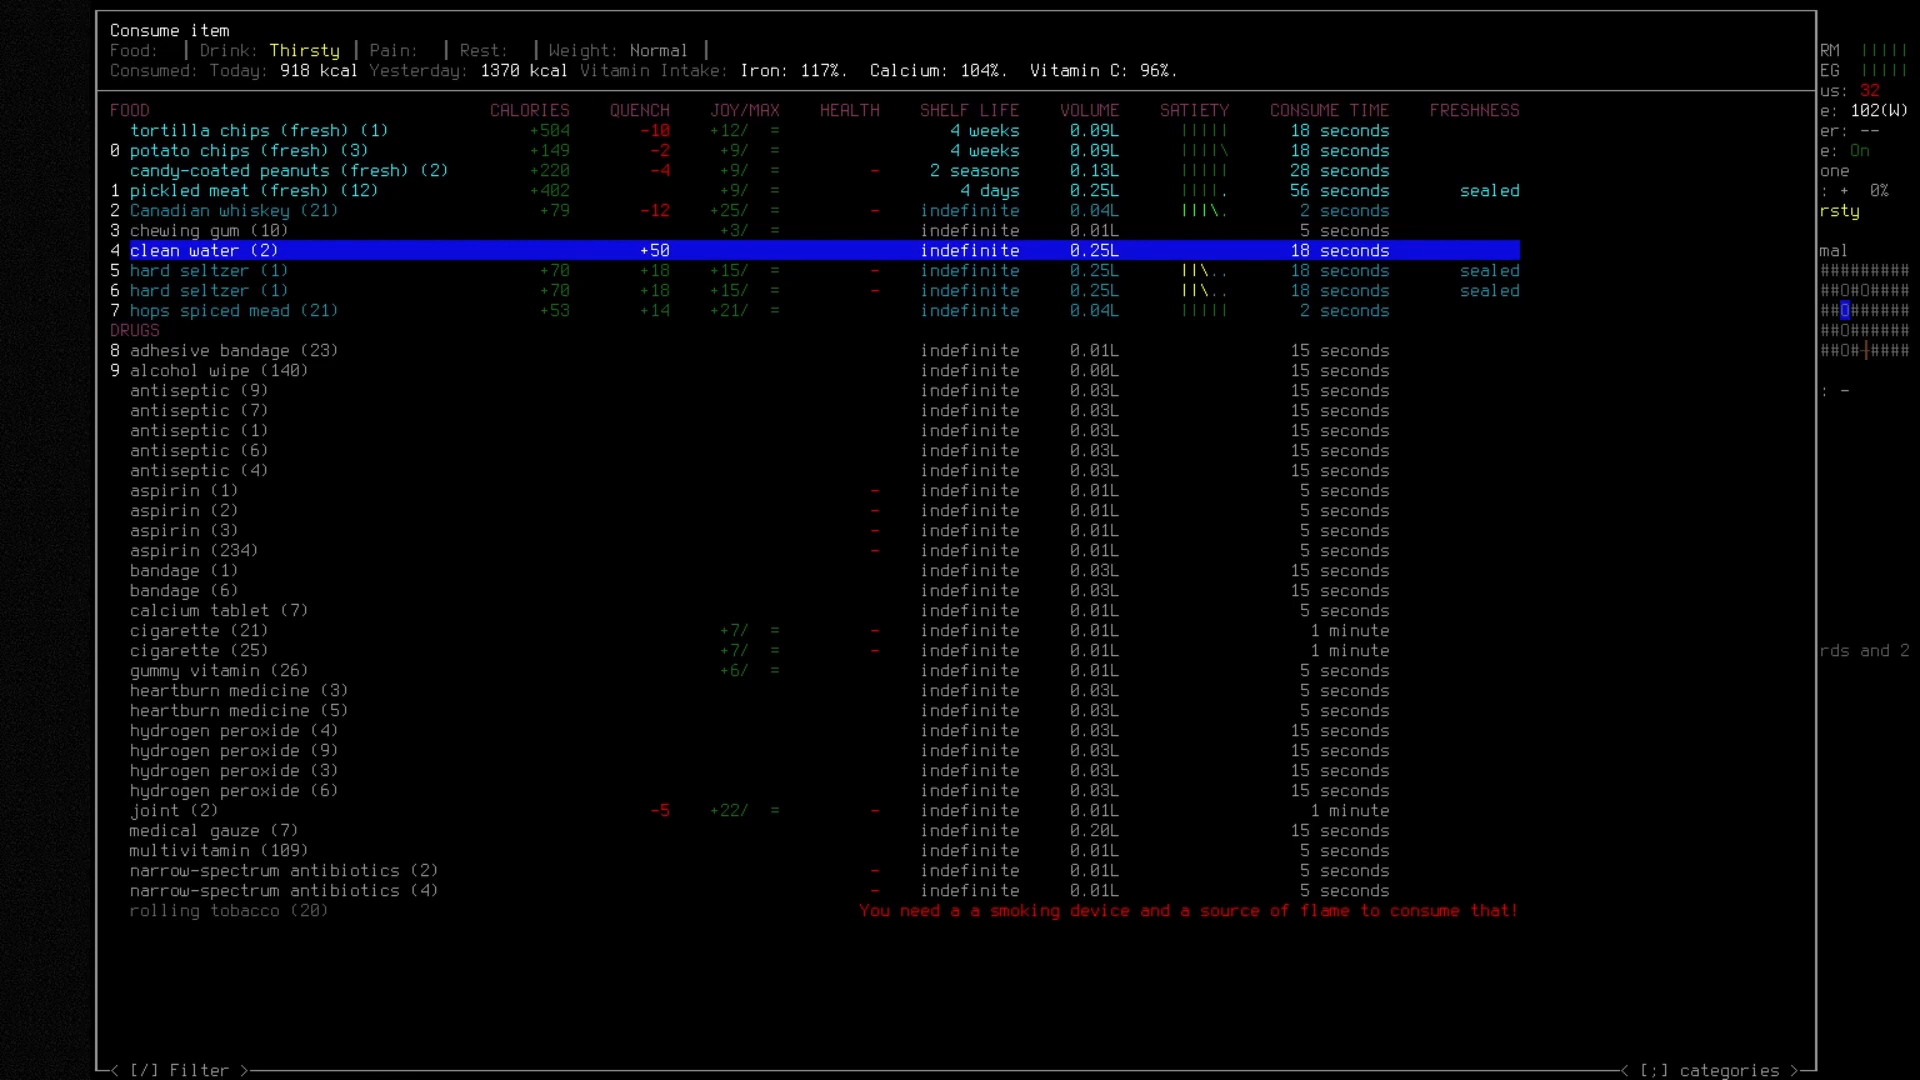 Consume item
Food: | Drink: Thirsty | Pain: | Rest: | Weight: Normal |
Consumed: Today: 918 kcal Yesterday: 1370 kcal Vitamin Intake: Iron: 117%. Calcium: 104%. Vitamin C: 96%.
FOOD CALORIES QUENCH JOY/MAX HEALTH SHELF LIFE VOLUME SATIETY CONSUME TIME FRESHNESS
tortilla chips (fresh) (1) +504 -10 +12/ = 4 weeks 0.09L ||||| 18 seconds
0 potato chips (fresh) (3) +149 -2 +9/ = 4 weeks 0.09L ||||\ 18 seconds
candy-coated peanuts (fresh) (2) +220 -4 +9/ = - 2 seasons 0.13L ||||| 28 seconds
1 pickled meat (fresh) (12) +402 +9/ = 4 days 0.25L ||||. 56 seconds sealed
2 Canadian whiskey (21) +79 -12 +25/ = - indefinite 0.04L |||\. 2 seconds
3 chewing gum (10) +3/ = indefinite 0.01L 5 seconds
4 clean water (2) +50 indefinite 0.25L 18 seconds
5 hard seltzer (1) +70 +18 +15/ = - indefinite 0.25L ||\.. 18 seconds sealed
6 hard seltzer (1) +70 +18 +15/ = - indefinite 0.25L ||\.. 18 seconds sealed
7 hops spiced mead (21) +53 +14 +21/ = indefinite 0.04L ||||| 2 seconds
DRUGS
8 adhesive bandage (23) indefinite 0.01L 15 seconds
9 alcohol wipe (140) indefinite 0.00L 15 seconds
antiseptic (9) indefinite 0.03L 15 seconds
antiseptic (7) indefinite 0.03L 15 seconds
antiseptic (1) indefinite 0.03L 15 seconds
antiseptic (6) indefinite 0.03L 15 seconds
antiseptic (4) indefinite 0.03L 15 seconds
aspirin (1) - indefinite 0.01L 5 seconds
aspirin (2) - indefinite 0.01L 5 seconds
aspirin (3) - indefinite 0.01L 5 seconds
aspirin (234) - indefinite 0.01L 5 seconds
bandage (1) indefinite 0.03L 15 seconds
bandage (6) indefinite 0.03L 15 seconds
calcium tablet (7) indefinite 0.01L 5 seconds
cigarette (21) +7/ = - indefinite 0.01L 1 minute
cigarette (25) +7/ = - indefinite 0.01L 1 minute
gummy vitamin (26) +6/ = indefinite 0.01L 5 seconds
heartburn medicine (3) indefinite 0.03L 5 seconds
heartburn medicine (5) indefinite 0.03L 5 seconds
hydrogen peroxide (4) indefinite 0.03L 15 seconds
hydrogen peroxide (9) indefinite 0.03L 15 seconds
hydrogen peroxide (3) indefinite 0.03L 15 seconds
hydrogen peroxide (6) indefinite 0.03L 15 seconds
joint (2) -5 +22/ = - indefinite 0.01L 1 minute
medical gauze (7) indefinite 0.20L 15 seconds
multivitamin (109) indefinite 0.01L 5 seconds
narrow-spectrum antibiotics (2) - indefinite 0.01L 5 seconds
narrow-spectrum antibiotics (4) - indefinite 0.01L 5 seconds
rolling tobacco (20) You need a a smoking device and a source of flame to consume that!
< [/] Filter > < [;] categories >
RM |||||
EG |||||
us: 32
e: 102(W)
er: --
e: On
one
: + 0%
rsty
mal
#########
##O#O####
##O######
##O######
##O#|####
: -
rds and 2